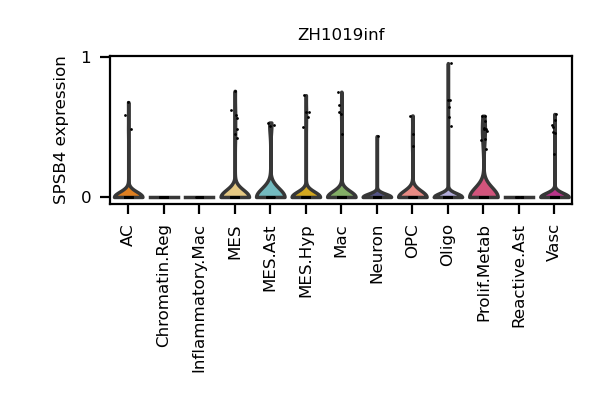 ZH1019inf
1
0
SPSB4 expression
AC
Chromatin.Reg
Inflammatory.Mac
MES
MES.Ast
MES.Hyp
Mac
Neuron
OPC
Oligo
Prolif.Metab
Reactive.Ast
Vasc